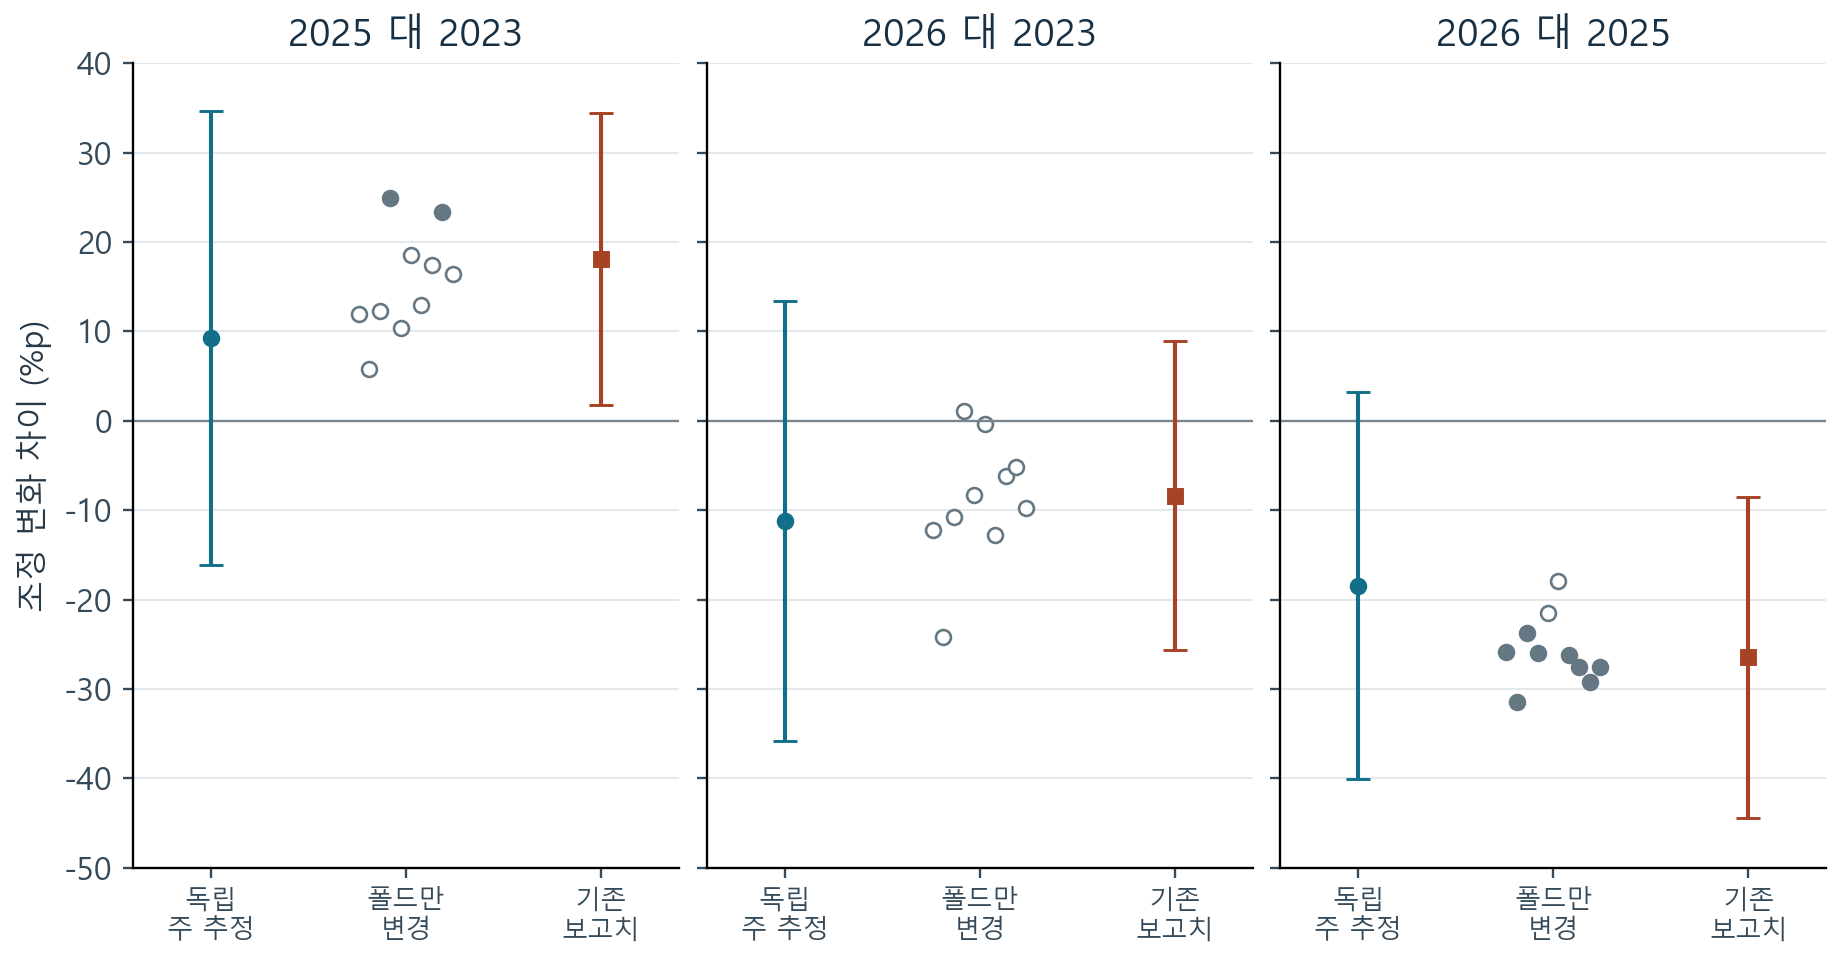 2025 대 2023
2026 대 2023
2026 대 2025
조정 변화 차이 (%p)
40
30
20
10
0
-10
-20
-30
-40
-50
독립
주 추정
폴드만
변경
기존
보고치
독립
주 추정
폴드만
변경
기존
보고치
독립
주 추정
폴드만
변경
기존
보고치